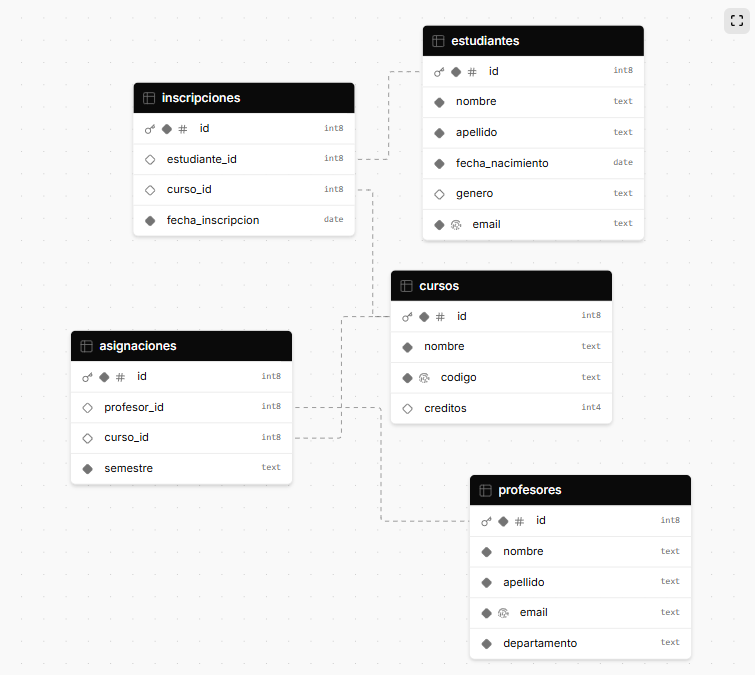 estudiantes
id int8
nombre text
apellido text
fecha_nacimiento date
genero text
email text
inscripciones
id int8
estudiante_id int8
curso_id int8
fecha_inscripcion date
cursos
id int8
nombre text
codigo text
creditos int4
asignaciones
id int8
profesor_id int8
curso_id int8
semestre text
profesores
id int8
nombre text
apellido text
email text
departamento text